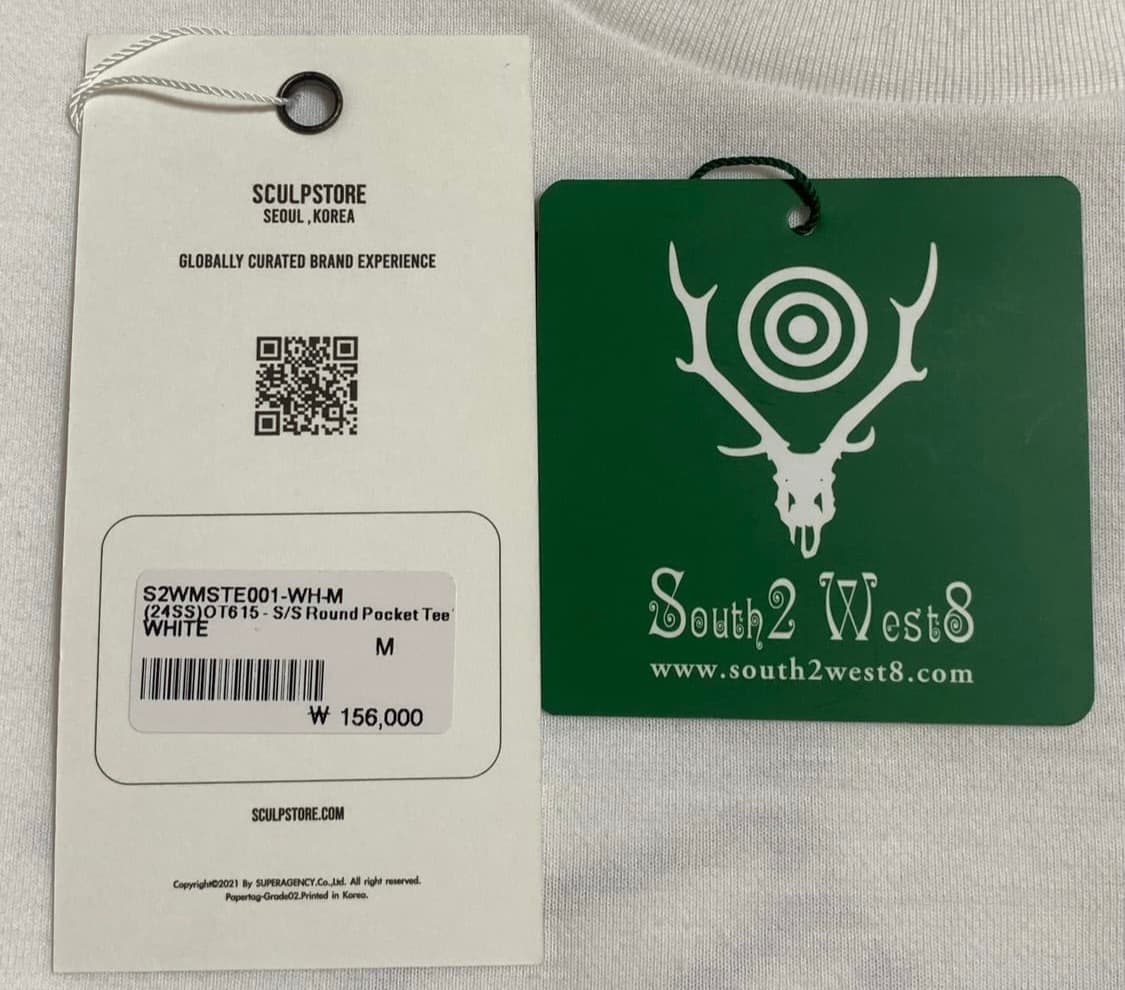 SCULPSTORE
SEOUL , KOREA
GLOBALLY CURATED BRAND EXPERIENCE
S2WMSTE001-WH-M
(24SS)OT615 - S/S Round Pocket Tee
WHITE
M
₩ 156,000
SCULPSTORE.COM
Copyright©2021 By SUPERAGENCY.Co.,Ltd. All right reserved.
Papertag-Grade02.Printed in Korea.
South2 West8
www.south2west8.com